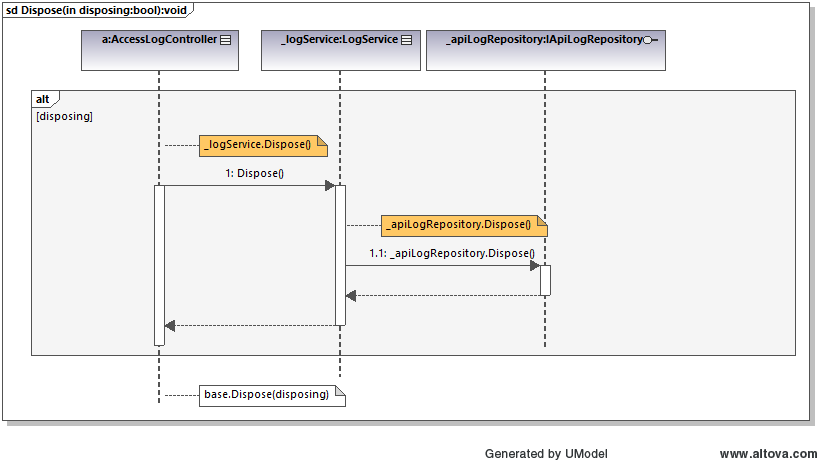 sd Dispose(in disposing:bool):void
a:AccessLogController
_logService:LogService
_apiLogRepository:IApiLogRepository
alt
[disposing]
_logService.Dispose()
1: Dispose()
_apiLogRepository.Dispose()
1.1: _apiLogRepository.Dispose()
base.Dispose(disposing)
Generated by UModel
www.altova.com